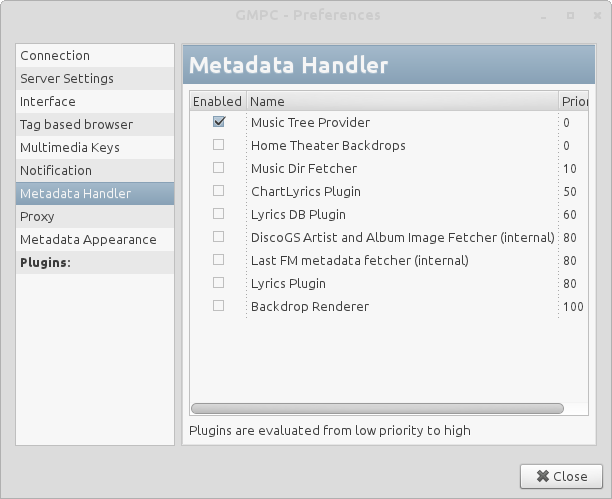 GMPC - Preferences
Connection
Server Settings
Interface
Tag based browser
Multimedia Keys
Notification
Metadata Handler
Proxy
Metadata Appearance
Plugins:
Metadata Handler
Enabled Name Prior
Music Tree Provider 0
Home Theater Backdrops 0
Music Dir Fetcher 10
ChartLyrics Plugin 50
Lyrics DB Plugin 60
DiscoGS Artist and Album Image Fetcher (internal) 80
Last FM metadata fetcher (internal) 80
Lyrics Plugin 80
Backdrop Renderer 100
Plugins are evaluated from low priority to high
Close